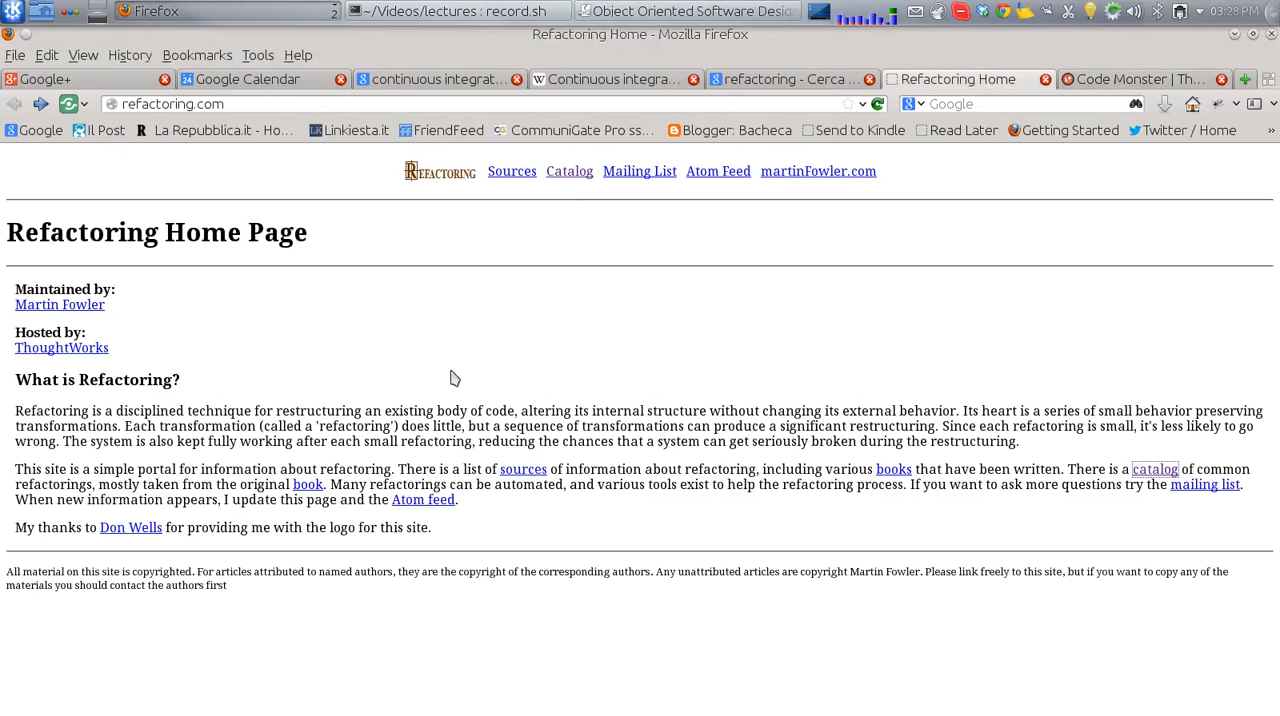 Firefox 2 ~/Videos/lectures : record.sh Object Oriented Software Desig 03:28 PM
Refactoring Home - Mozilla Firefox
File Edit View History Bookmarks Tools Help
Google+ Google Calendar continuous integrat... Continuous integra... refactoring - Cerca ... Refactoring Home Code Monster | Th...
refactoring.com Google
Google Il Post La Repubblica.it - Ho... Linkiesta.it FriendFeed CommuniGate Pro ss... Blogger: Bacheca Send to Kindle Read Later Getting Started Twitter / Home »
REFACTORING Sources Catalog Mailing List Atom Feed martinFowler.com
Refactoring Home Page
Maintained by:
Martin Fowler
Hosted by:
ThoughtWorks
What is Refactoring?
Refactoring is a disciplined technique for restructuring an existing body of code, altering its internal structure without changing its external behavior. Its heart is a series of small behavior preserving
transformations. Each transformation (called a 'refactoring') does little, but a sequence of transformations can produce a significant restructuring. Since each refactoring is small, it's less likely to go
wrong. The system is also kept fully working after each small refactoring, reducing the chances that a system can get seriously broken during the restructuring.
This site is a simple portal for information about refactoring. There is a list of sources of information about refactoring, including various books that have been written. There is a catalog of common
refactorings, mostly taken from the original book. Many refactorings can be automated, and various tools exist to help the refactoring process. If you want to ask more questions try the mailing list.
When new information appears, I update this page and the Atom feed.
My thanks to Don Wells for providing me with the logo for this site.
All material on this site is copyrighted. For articles attributed to named authors, they are the copyright of the corresponding authors. Any unattributed articles are copyright Martin Fowler. Please link freely to this site, but if you want to copy any of the
materials you should contact the authors first